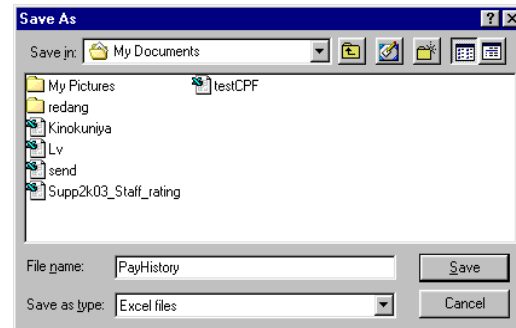 Save As
Save in: My Documents
My Pictures
redang
Kinokuniya
Lv
send
Supp2k03_Staff_rating
testCPF
File name: PayHistory Save
Save as type: Excel files Cancel